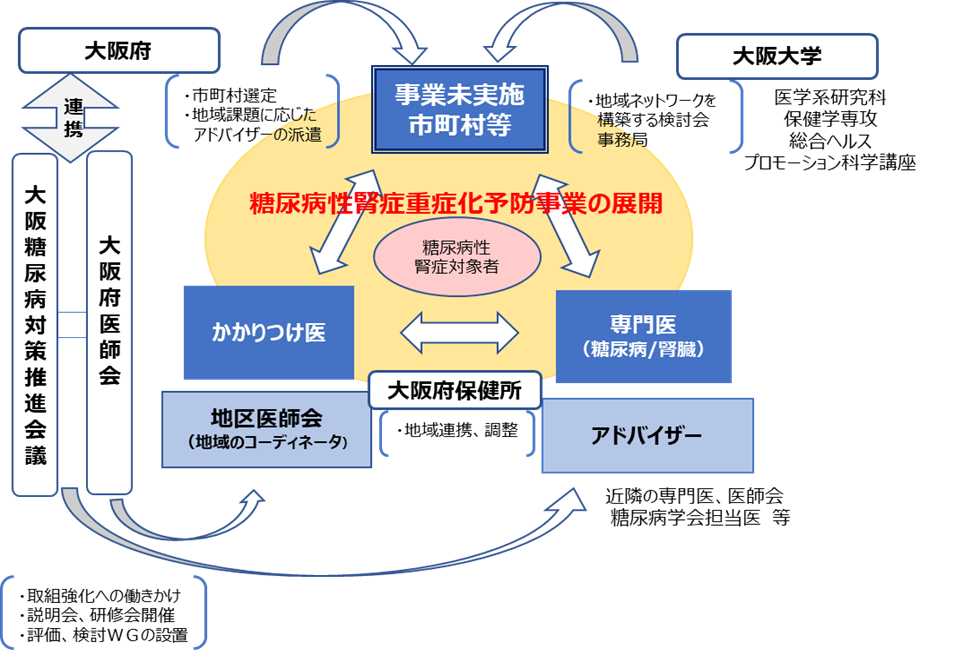 大阪府
大阪大学
連携
・市町村選定
・地域課題に応じた
アドバイザーの派遣
事業未実施
市町村等
・地域ネットワークを
構築する検討会
事務局
医学系研究科
保健学専攻
総合ヘルス
プロモーション科学講座
大阪糖尿病対策推進会議
大阪府医師会
糖尿病性腎症重症化予防事業の展開
糖尿病性
腎症対象者
かかりつけ医
専門医
（糖尿病/腎臓）
大阪府保健所
・地域連携、調整
地区医師会
（地域のコーディネータ）
アドバイザー
近隣の専門医、医師会
糖尿病学会担当医 等
・取組強化への働きかけ
・説明会、研修会開催
・評価、検討ＷＧの設置